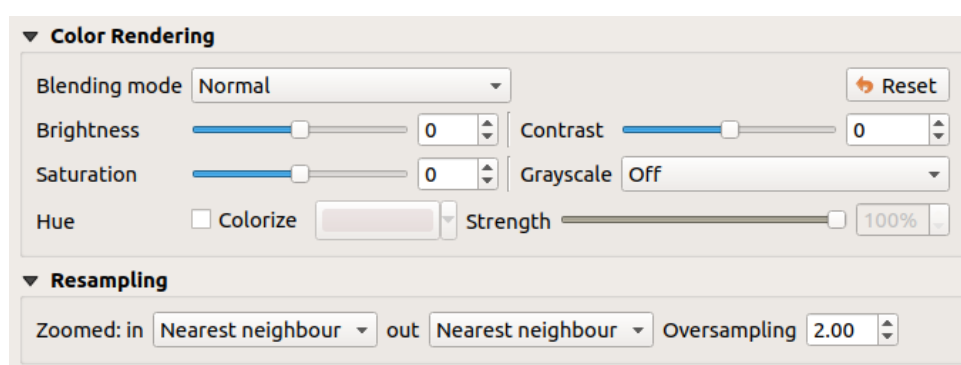 Color Rendering
Blending mode Normal Reset
Brightness 0 Contrast 0
Saturation 0 Grayscale Off
Hue Colorize Strength 100%
Resampling
Zoomed: in Nearest neighbour out Nearest neighbour Oversampling 2.00